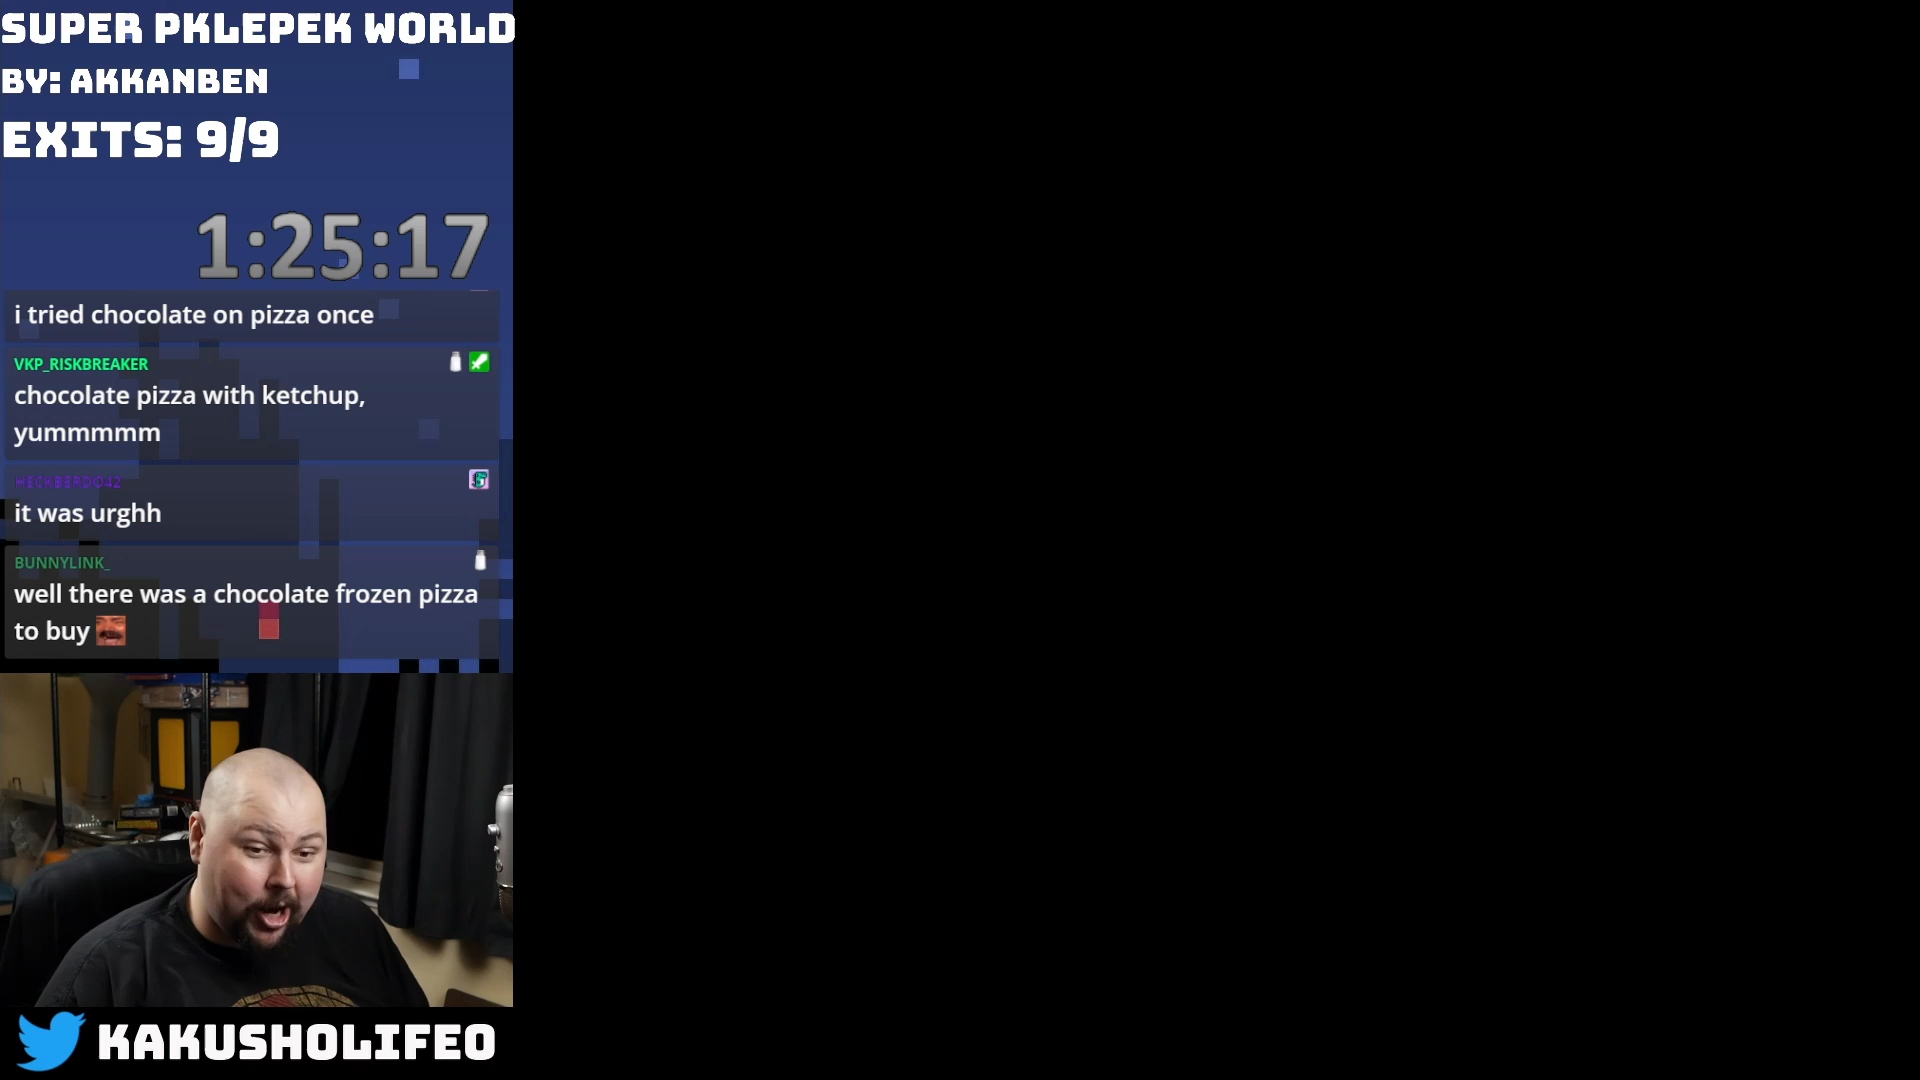 SUPER PKLEPEK WORLD
BY: AKKANBEN
EXITS: 9/9
1:25:17
i tried chocolate on pizza once
VKP_RISKBREAKER
chocolate pizza with ketchup,
yummmmm
HECKBERDO42
it was urghh
BUNNYLINK_
well there was a chocolate frozen pizza
to buy
KAKUSHOLIFEO